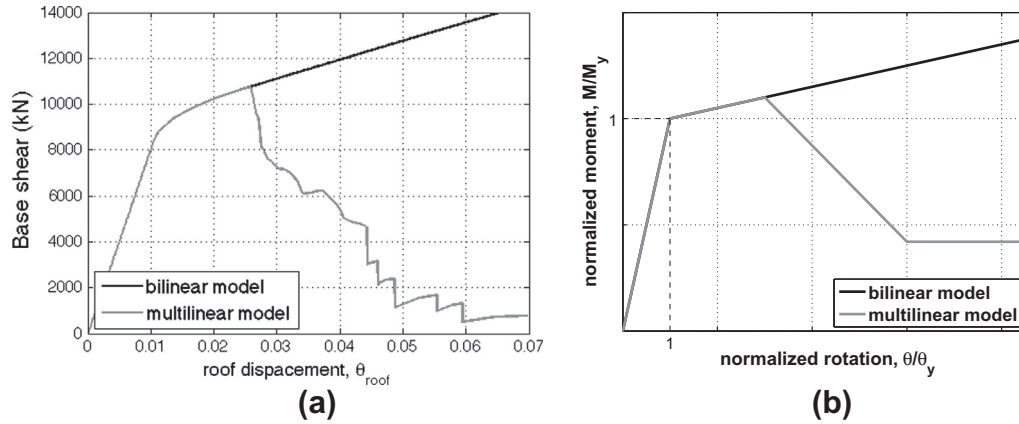 14000
12000
10000
8000
6000
4000
2000
0
Base shear (kN)
bilinear model
multilinear model
0 0.01 0.02 0.03 0.04 0.05 0.06 0.07
roof dispacement, θroof
(a)
normalized moment, M/My
1
bilinear model
multilinear model
1
normalized rotation, θ/θy
(b)